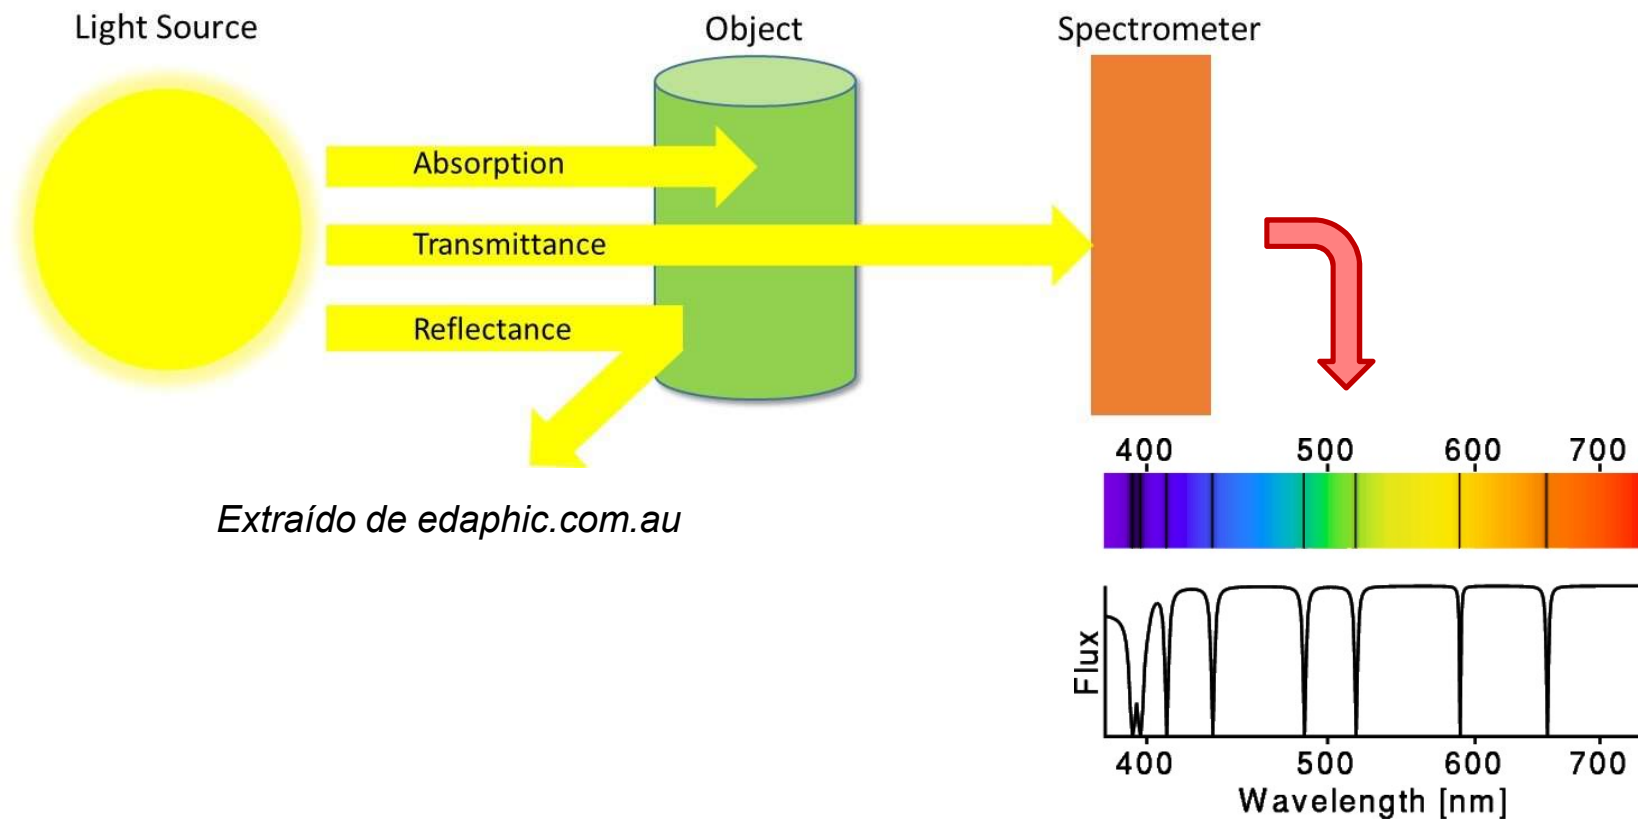 Light Source
Object
Spectrometer
Absorption
Transmittance
Reflectance
Extraído de edaphic.com.au
400 500 600 700
Flux
400 500 600 700
Wavelength [nm]